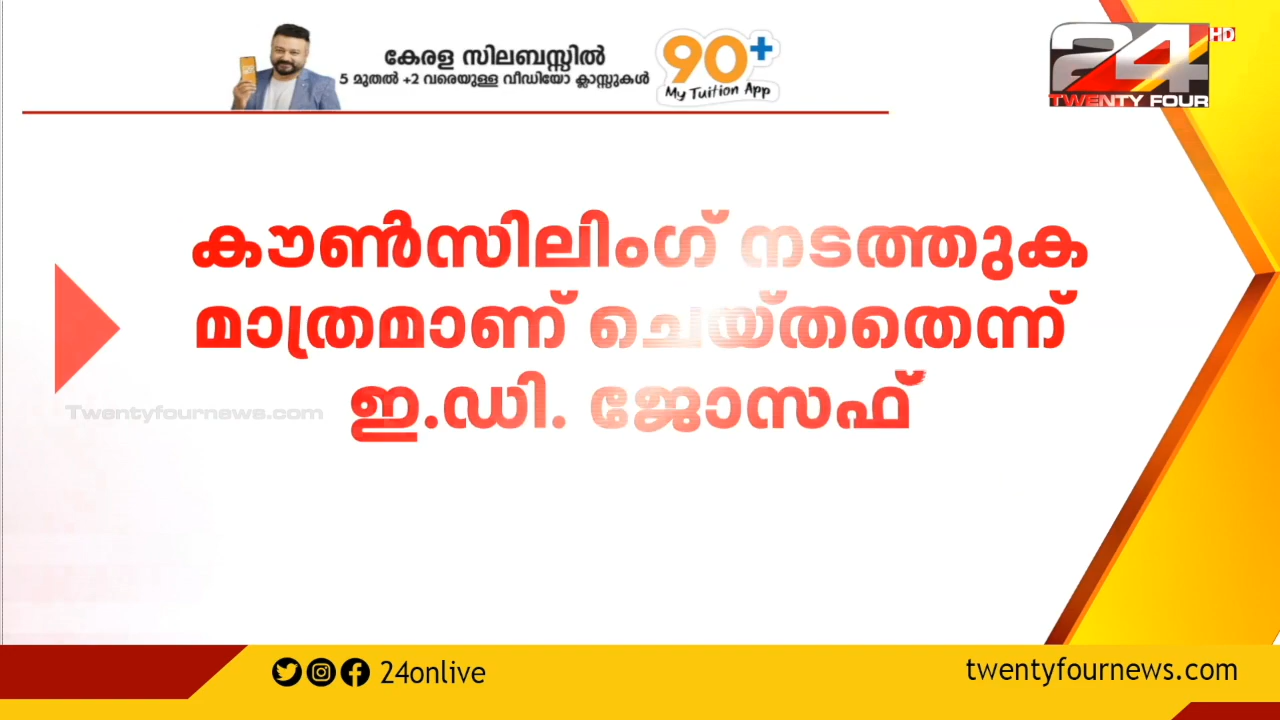 കേരള സിലബസ്സിൽ
5 മുതൽ +2 വരെയുള്ള വീഡിയോ ക്ലാസ്സുകൾ
90+
My Tuition App
24 HD
TWENTY FOUR
കൗൺസിലിംഗ് നടത്തുക
മാത്രമാണ് ചെയ്തതെന്ന്
ഇ.ഡി. ജോസഫ്
Twentyfournews.com
24onlive
twentyfournews.com